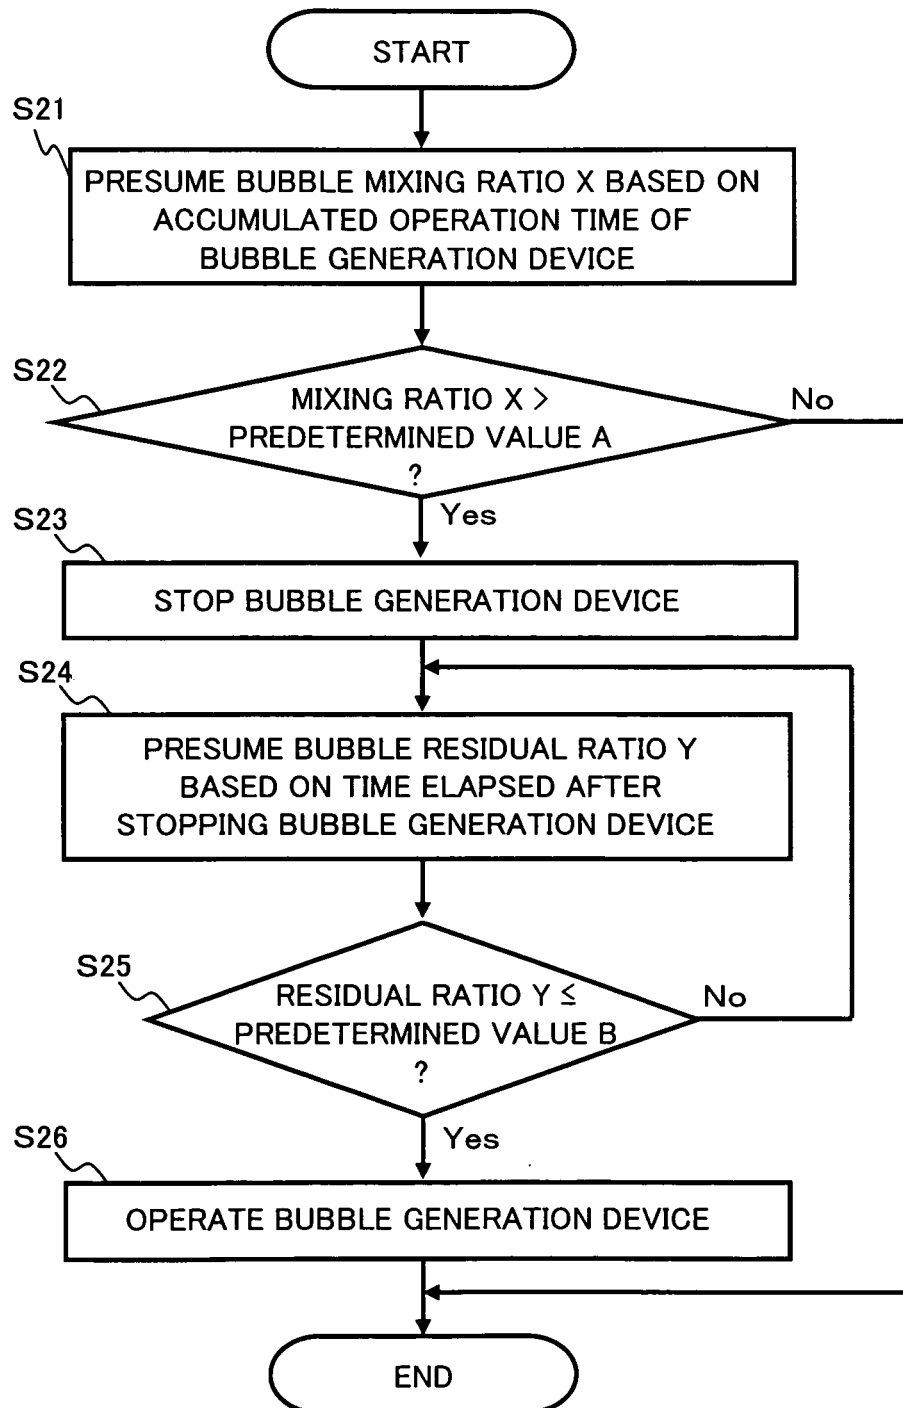 START
S21
PRESUME BUBBLE MIXING RATIO X BASED ON
ACCUMULATED OPERATION TIME OF
BUBBLE GENERATION DEVICE
S22
MIXING RATIO X >
PREDETERMINED VALUE A
?
No
Yes
S23
STOP BUBBLE GENERATION DEVICE
S24
PRESUME BUBBLE RESIDUAL RATIO Y
BASED ON TIME ELAPSED AFTER
STOPPING BUBBLE GENERATION DEVICE
S25
RESIDUAL RATIO Y ≤
PREDETERMINED VALUE B
?
No
Yes
S26
OPERATE BUBBLE GENERATION DEVICE
END